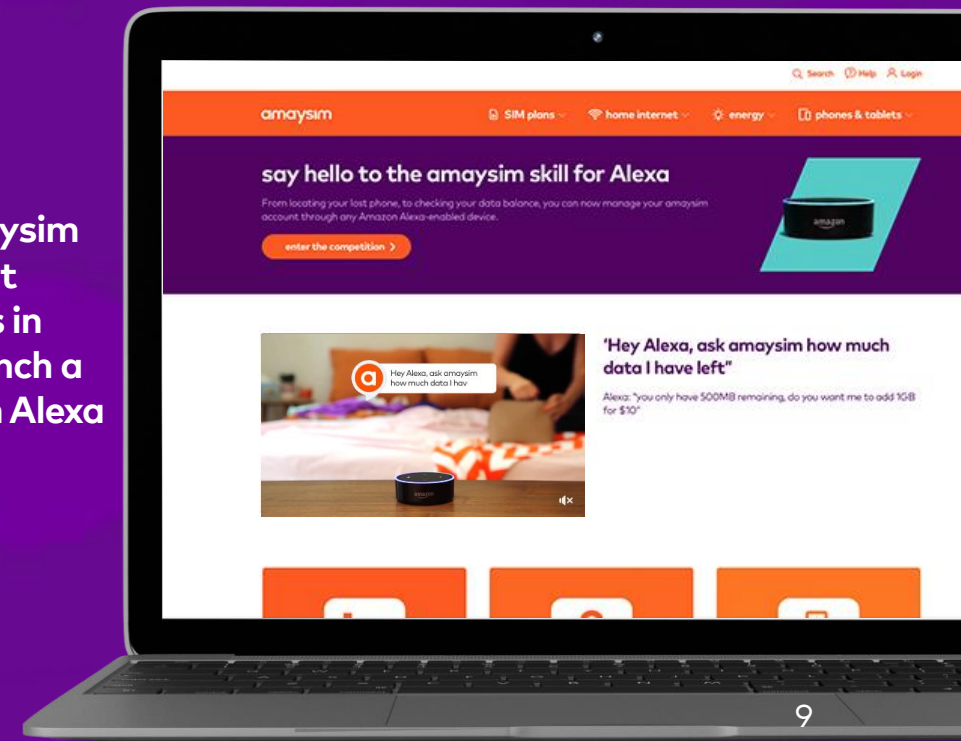 ysim
t
s in
nch a
Alexa
Search Help Login
amaysim SIM plans home internet energy phones & tablets
say hello to the amaysim skill for Alexa
From locating your lost phone, to checking your data balance, you can now manage your amaysim
account through any Amazon Alexa-enabled device.
enter the competition
amazon
Hey Alexa, ask amaysim
how much data I hav
amazon
'Hey Alexa, ask amaysim how much
data I have left"
Alexa: "you only have 500MB remaining, do you want me to add 1GB
for $10"
9